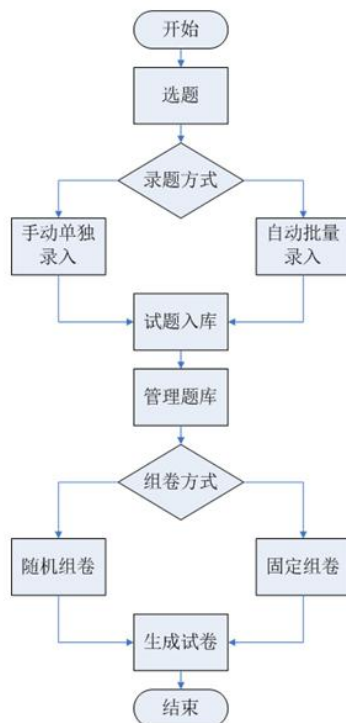 开始
选题
录题方式
手动单独
录入
自动批量
录入
试题入库
管理题库
组卷方式
随机组卷
固定组卷
生成试卷
结束